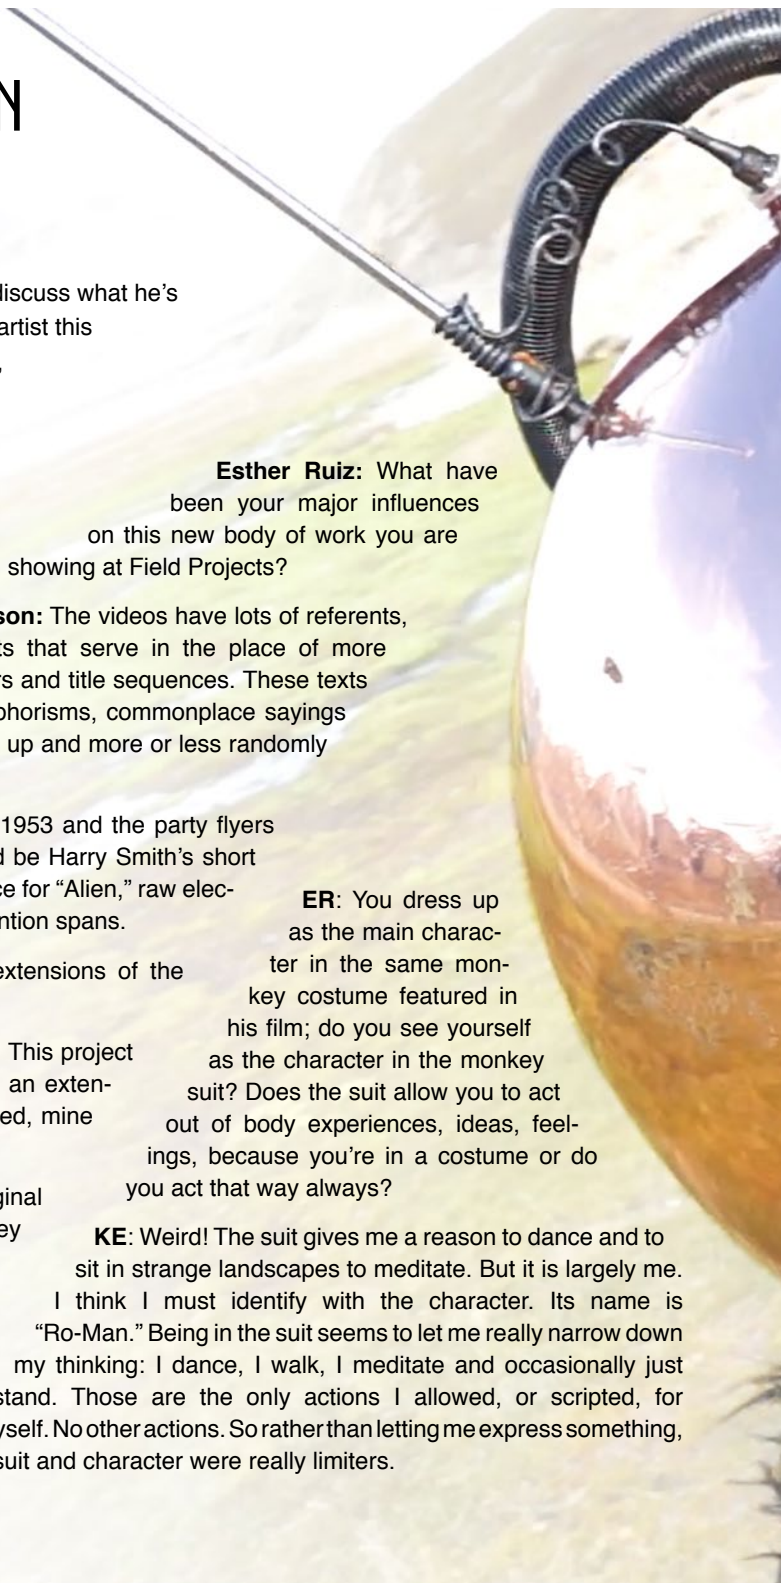 N
discuss what he's
artist this
Esther Ruiz: What have
been your major influences
on this new body of work you are
showing at Field Projects?
son: The videos have lots of referents,
ts that serve in the place of more
rs and title sequences. These texts
phorisms, commonplace sayings
up and more or less randomly
1953 and the party flyers
d be Harry Smith's short
ce for “Alien,” raw elec-
ntion spans.
extensions of the
This project
an exten-
ed, mine
ginal
ey
ER: You dress up
as the main charac-
ter in the same mon-
key costume featured in
his film; do you see yourself
as the character in the monkey
suit? Does the suit allow you to act
out of body experiences, ideas, feel-
ings, because you're in a costume or do
you act that way always?
KE: Weird! The suit gives me a reason to dance and to
sit in strange landscapes to meditate. But it is largely me.
I think I must identify with the character. Its name is
“Ro-Man.” Being in the suit seems to let me really narrow down
my thinking: I dance, I walk, I meditate and occasionally just
stand. Those are the only actions I allowed, or scripted, for
yself. No other actions. So rather than letting me express something,
suit and character were really limiters.